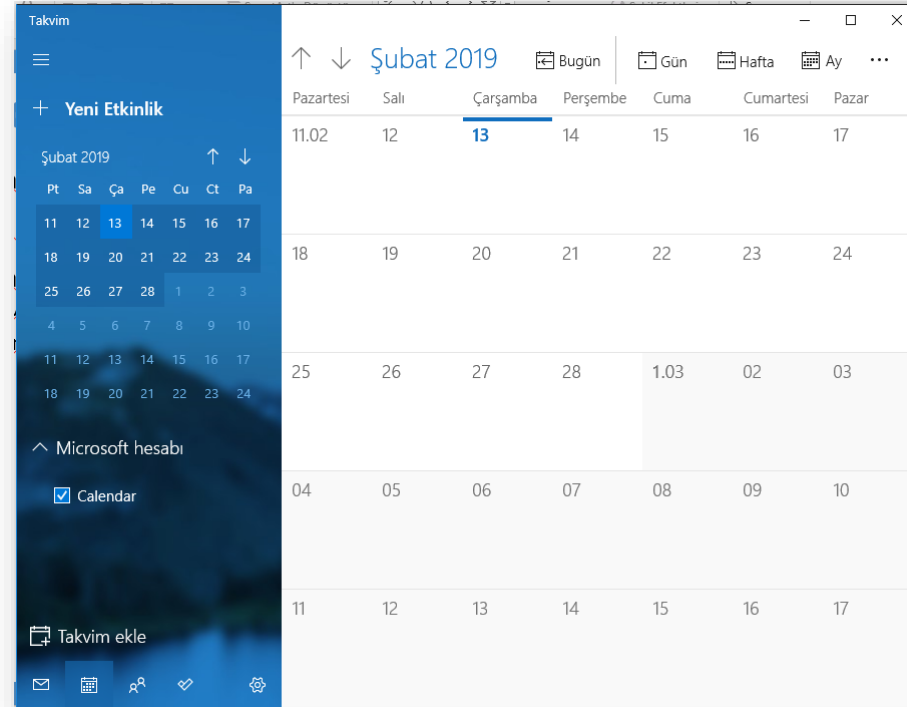 Takvim
Şubat 2019 Bugün Gün Hafta Ay
+ Yeni Etkinlik
Şubat 2019
Pt Sa Ça Pe Cu Ct Pa
11 12 13 14 15 16 17
18 19 20 21 22 23 24
25 26 27 28 1 2 3
4 5 6 7 8 9 10
11 12 13 14 15 16 17
18 19 20 21 22 23 24
Microsoft hesabı
Calendar
Takvim ekle
Pazartesi Salı Çarşamba Perşembe Cuma Cumartesi Pazar
11.02 12 13 14 15 16 17
18 19 20 21 22 23 24
25 26 27 28 1.03 02 03
04 05 06 07 08 09 10
11 12 13 14 15 16 17